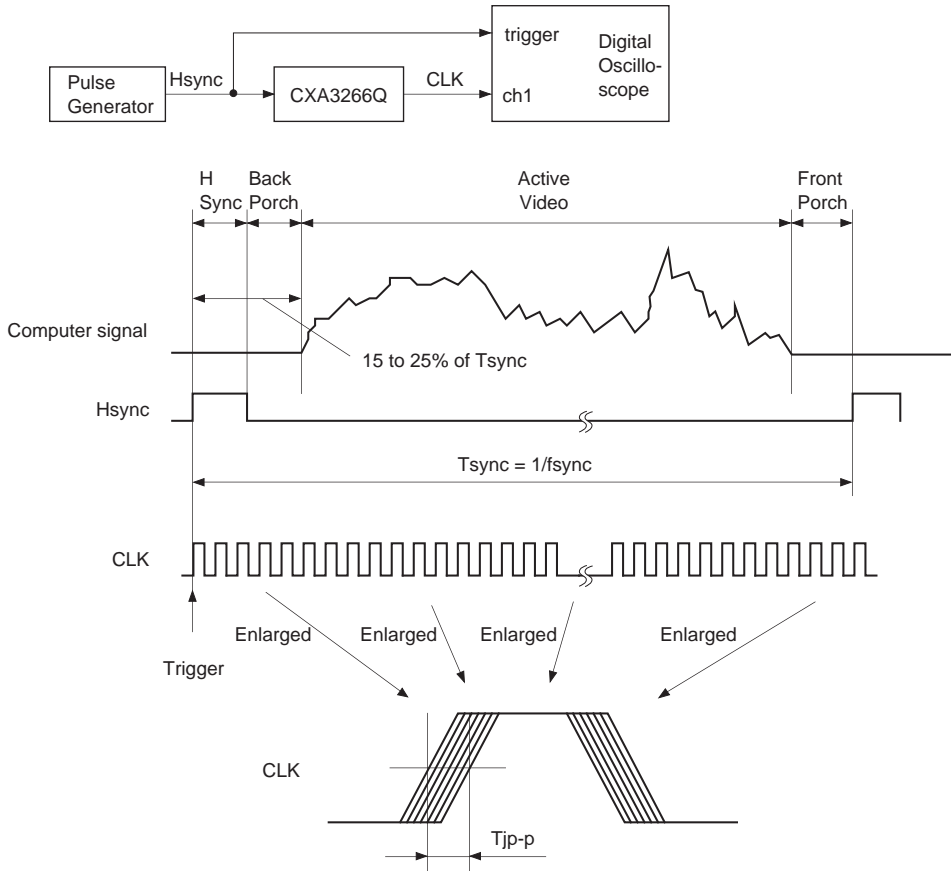 trigger
Digital
Oscillo-
scope
ch1
Pulse
Generator
Hsync
CXA3266Q
CLK
H
Sync
Back
Porch
Active
Video
Front
Porch
Computer signal
15 to 25% of Tsync
Hsync
Tsync = 1/fsync
CLK
Trigger
Enlarged
Enlarged
Enlarged
Enlarged
CLK
Tjp-p